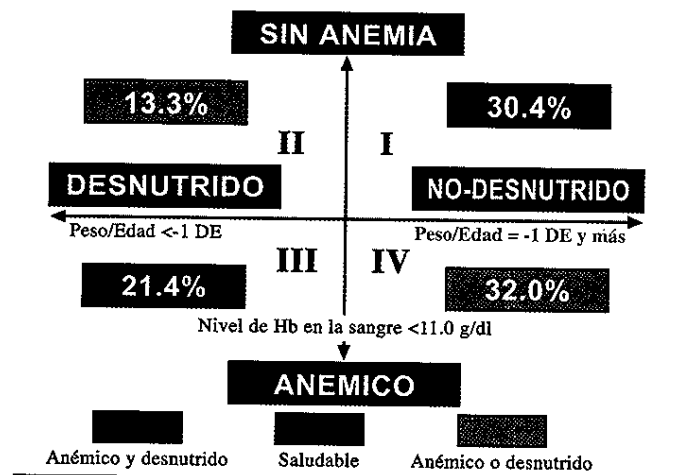 SIN ANEMIA
13.3%
30.4%
II
I
DESNUTRIDO
NO-DESNUTRIDO
Peso/Edad <-1 DE
Peso/Edad = -1 DE y más
III
IV
21.4%
32.0%
Nivel de Hb en la sangre <11.0 g/dl
ANEMICO
Anémico y desnutrido
Saludable
Anémico o desnutrido